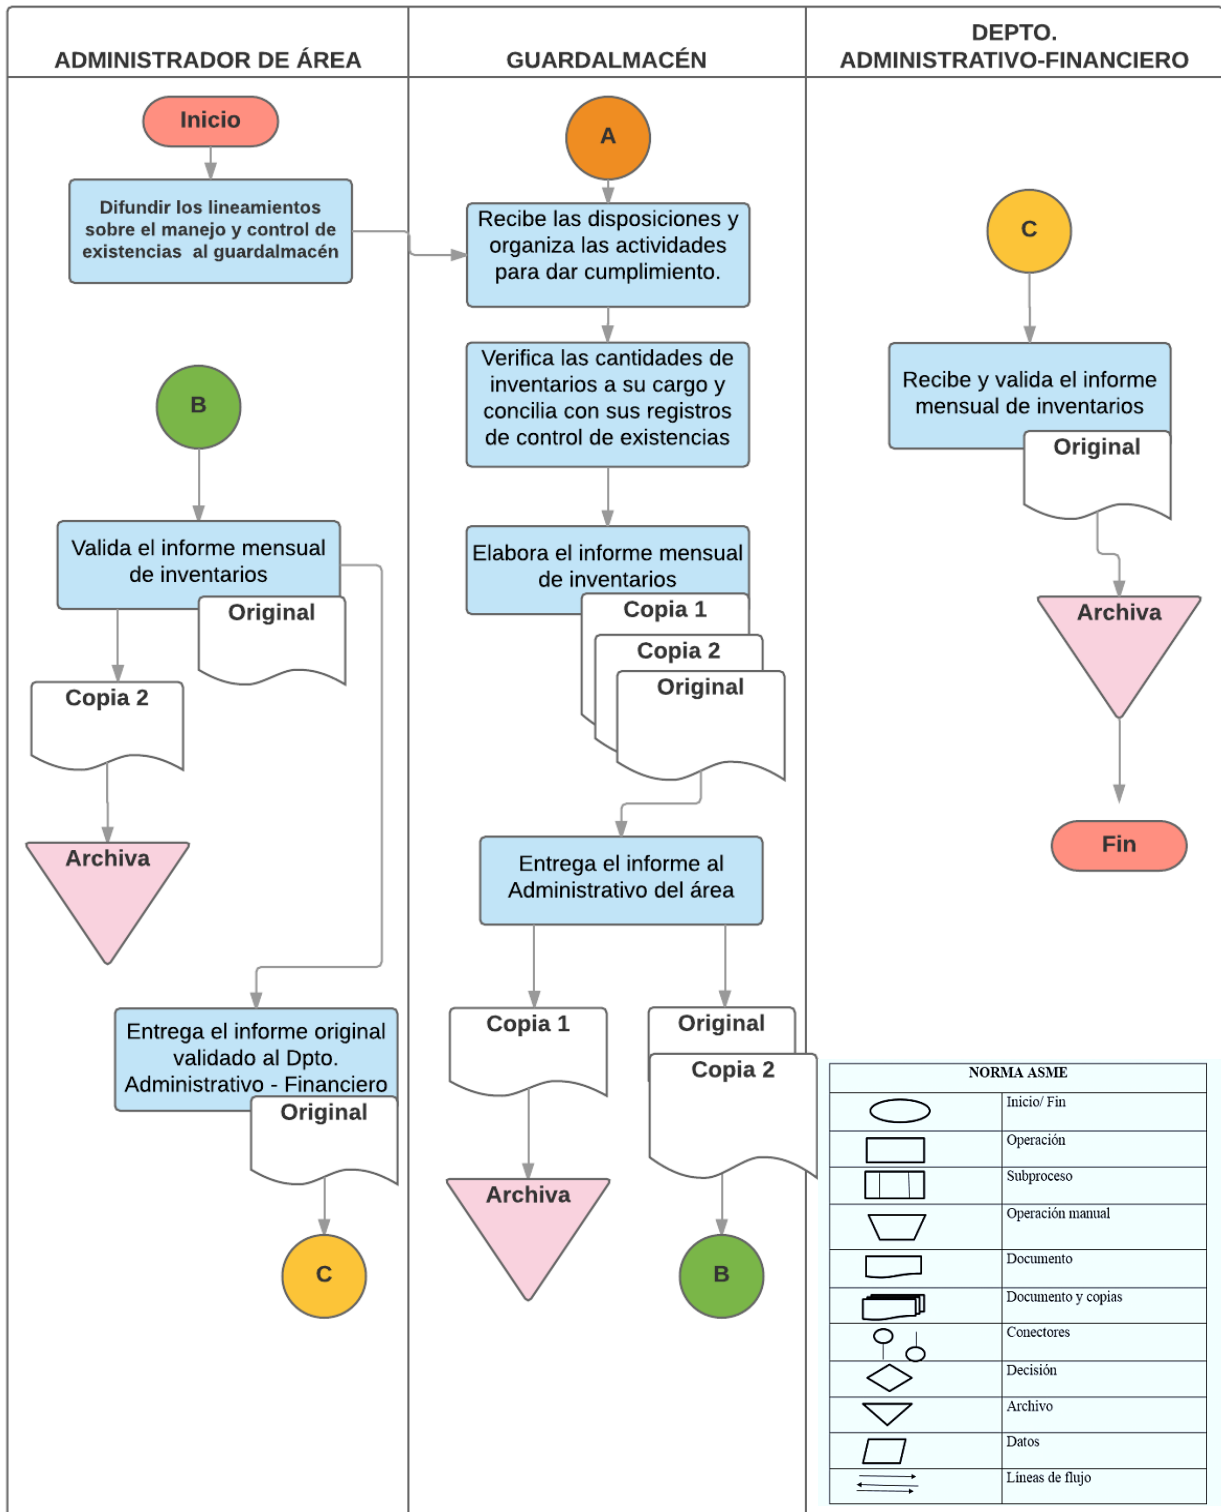 ADMINISTRADOR DE ÁREA
GUARDALMACÉN
DEPTO.
ADMINISTRATIVO-FINANCIERO
Inicio
Difundir los lineamientos
sobre el manejo y control de
existencias al guardalmacén
B
Valida el informe mensual
de inventarios
Original
Copia 2
Archiva
Entrega el informe original
validado al Dpto.
Administrativo - Financiero
Original
C
A
Recibe las disposiciones y
organiza las actividades
para dar cumplimiento.
Verifica las cantidades de
inventarios a su cargo y
concilia con sus registros
de control de existencias
Elabora el informe mensual
de inventarios
Copia 1
Copia 2
Original
Entrega el informe al
Administrativo del área
Copia 1
Archiva
Original
Copia 2
B
C
Recibe y valida el informe
mensual de inventarios
Original
Archiva
Fin
NORMA ASME
Inicio/ Fin
Operación
Subproceso
Operación manual
Documento
Documento y copias
Conectores
Decisión
Archivo
Datos
Líneas de flujo